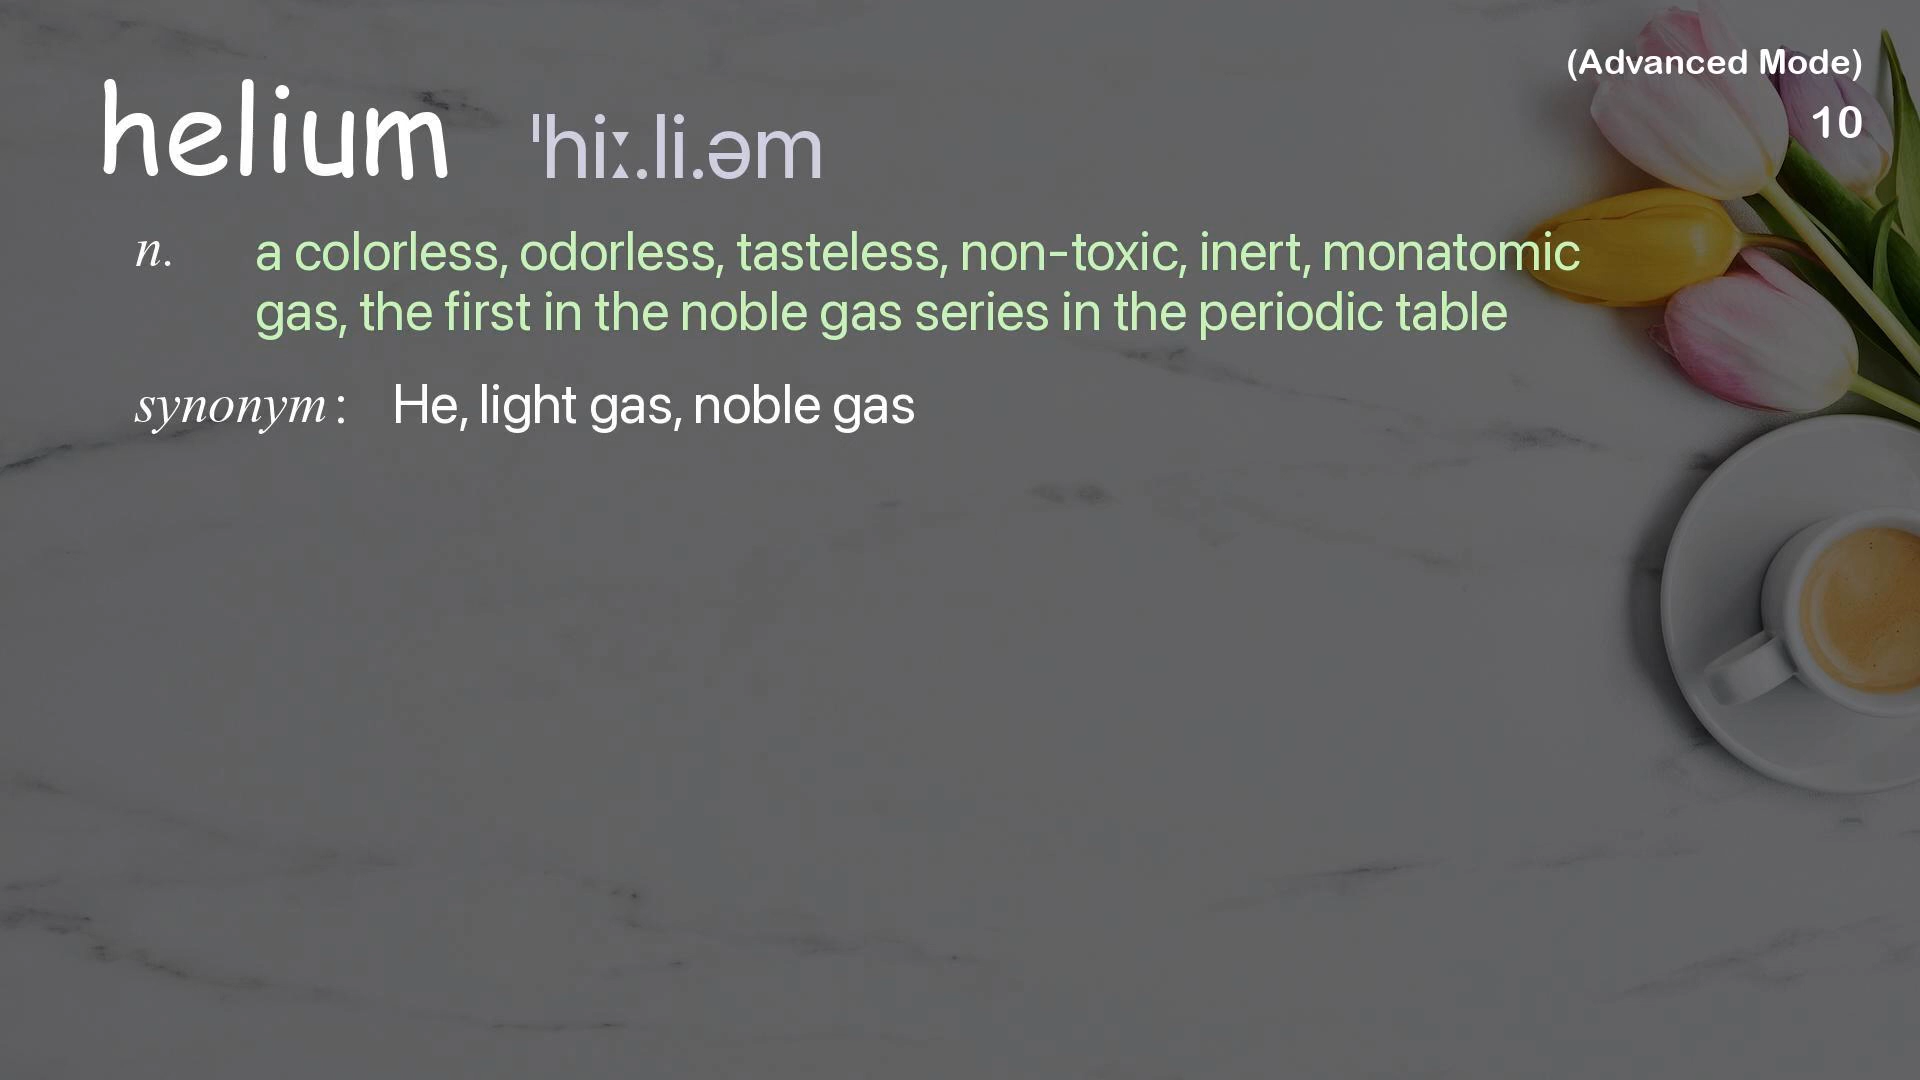 (Advanced Mode)
10
helium ˈhiː.li.əm
n. a colorless, odorless, tasteless, non-toxic, inert, monatomic
gas, the first in the noble gas series in the periodic table
synonym: He, light gas, noble gas